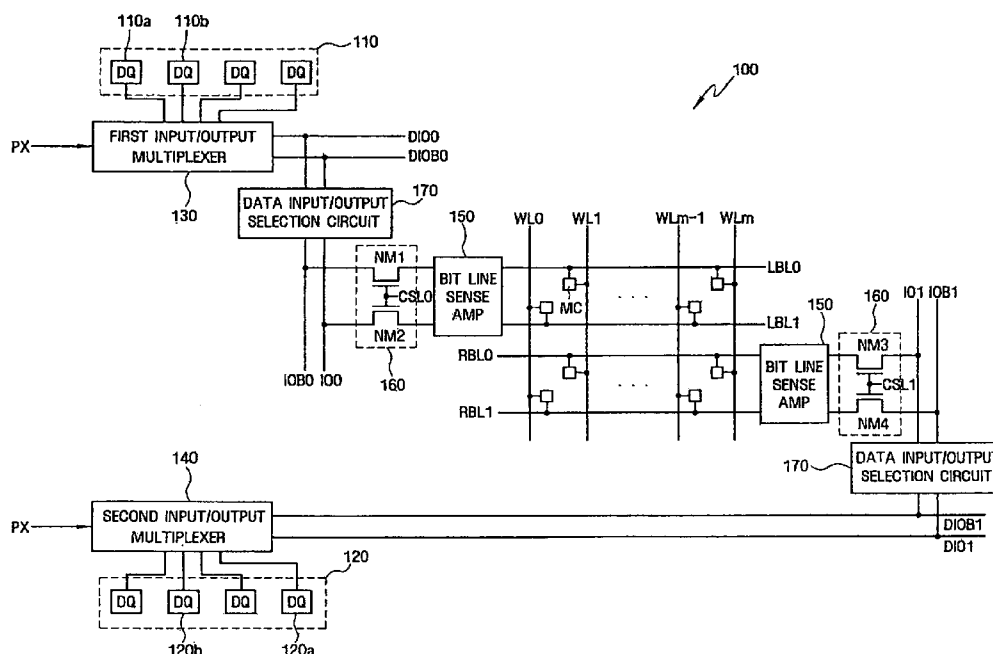 110a 110b 110
DQ DQ DQ DQ
100
PX
FIRST INPUT/OUTPUT
MULTIPLEXER
DIO0
DIOB0
130
DATA INPUT/OUTPUT
SELECTION CIRCUIT
170
WL0 WL1 WLm-1 WLm
150
NM1
CSL0
NM2
BIT LINE
SENSE
AMP
LBL0
MC
. . .
LBL1
IOB0 IO0
160
RBL0
. . .
RBL1
150
160
IO1 IOB1
BIT LINE
SENSE
AMP
NM3
CSL1
NM4
170
DATA INPUT/OUTPUT
SELECTION CIRCUIT
140
PX
SECOND INPUT/OUTPUT
MULTIPLEXER
DIOB1
DIO1
120
DQ DQ DQ DQ
120b 120a